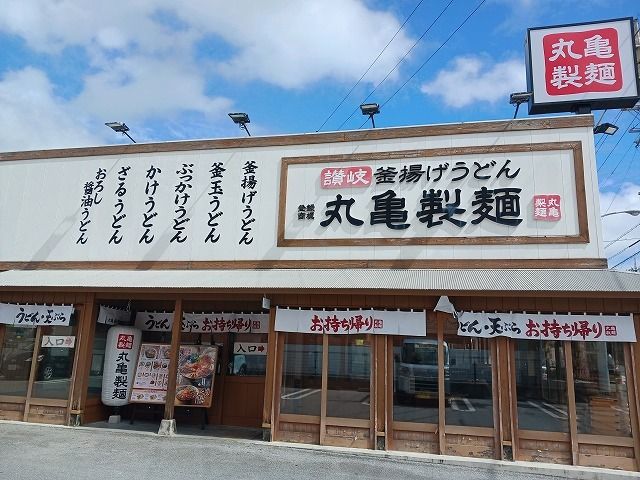 丸亀
製麺
讃岐 釜揚げうどん
丸亀製麺
丸亀
製麺
釜揚げうどん
釜玉うどん
ぶっかけうどん
かけうどん
ざるうどん
おろし
醤油うどん
うどん・天ぷら
うどん・天ぷら お持ち帰り
お持ち帰り
うどん・天ぷら お持ち帰り
入口
入口
丸亀
製麺
丸亀製麺